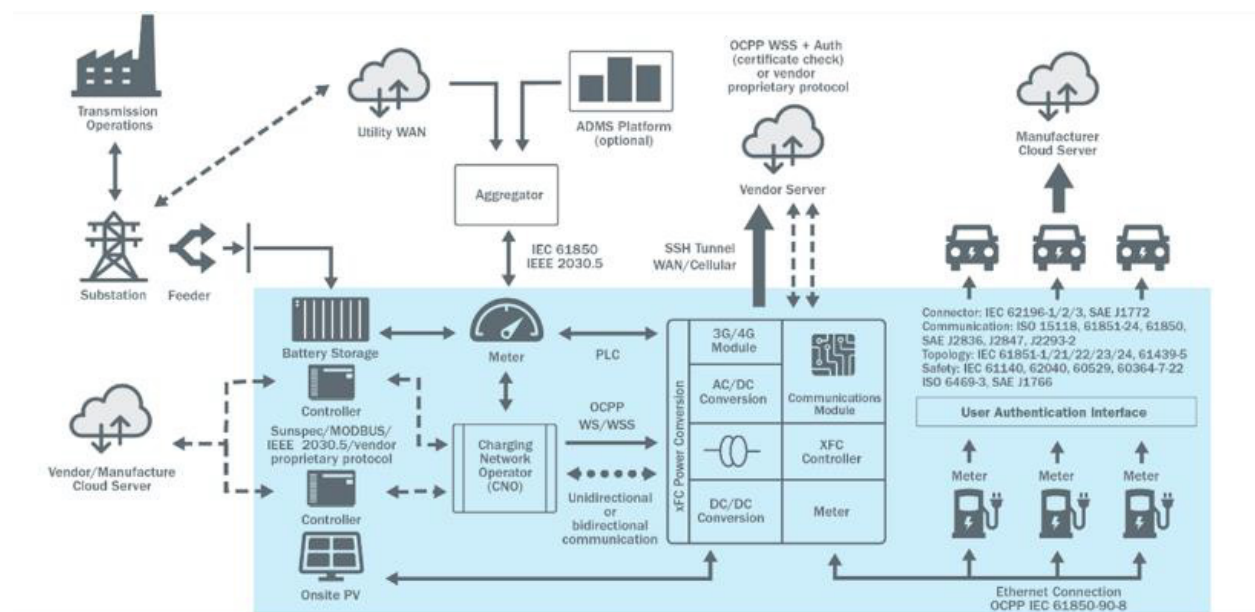 Transmission
Operations
Utility WAN
ADMS Platform
(optional)
OCPP WSS + Auth
(certificate check)
or vendor
proprietary protocol
Vendor Server
Manufacturer
Cloud Server
Aggregator
Substation
Feeder
IEC 61850
IEEE 2030.5
SSH Tunnel
WAN/Cellular
Battery Storage
Meter
PLC
Controller
Sunspec/MODBUS/
IEEE 2030.5/vendor
proprietary protocol
Controller
Onsite PV
Vendor/Manufacture
Cloud Server
Charging
Network
Operator
(CNO)
OCPP
WS/WSS
Unidirectional
or
bidirectional
communication
xFC Power Conversion
3G/4G
Module
AC/DC
Conversion
DC/DC
Conversion
Communications
Module
XFC
Controller
Meter
Connector: IEC 62196-1/2/3, SAE J1772
Communication: ISO 15118, 61851-24, 61850,
SAE J2836, J2847, J2293-2
Topology: IEC 61851-1/21/22/23/24, 61439-5
Safety: IEC 61140, 62040, 60529, 60364-7-22
ISO 6469-3, SAE J1766
User Authentication Interface
Meter
Meter
Meter
Ethernet Connection
OCPP IEC 61850-90-8